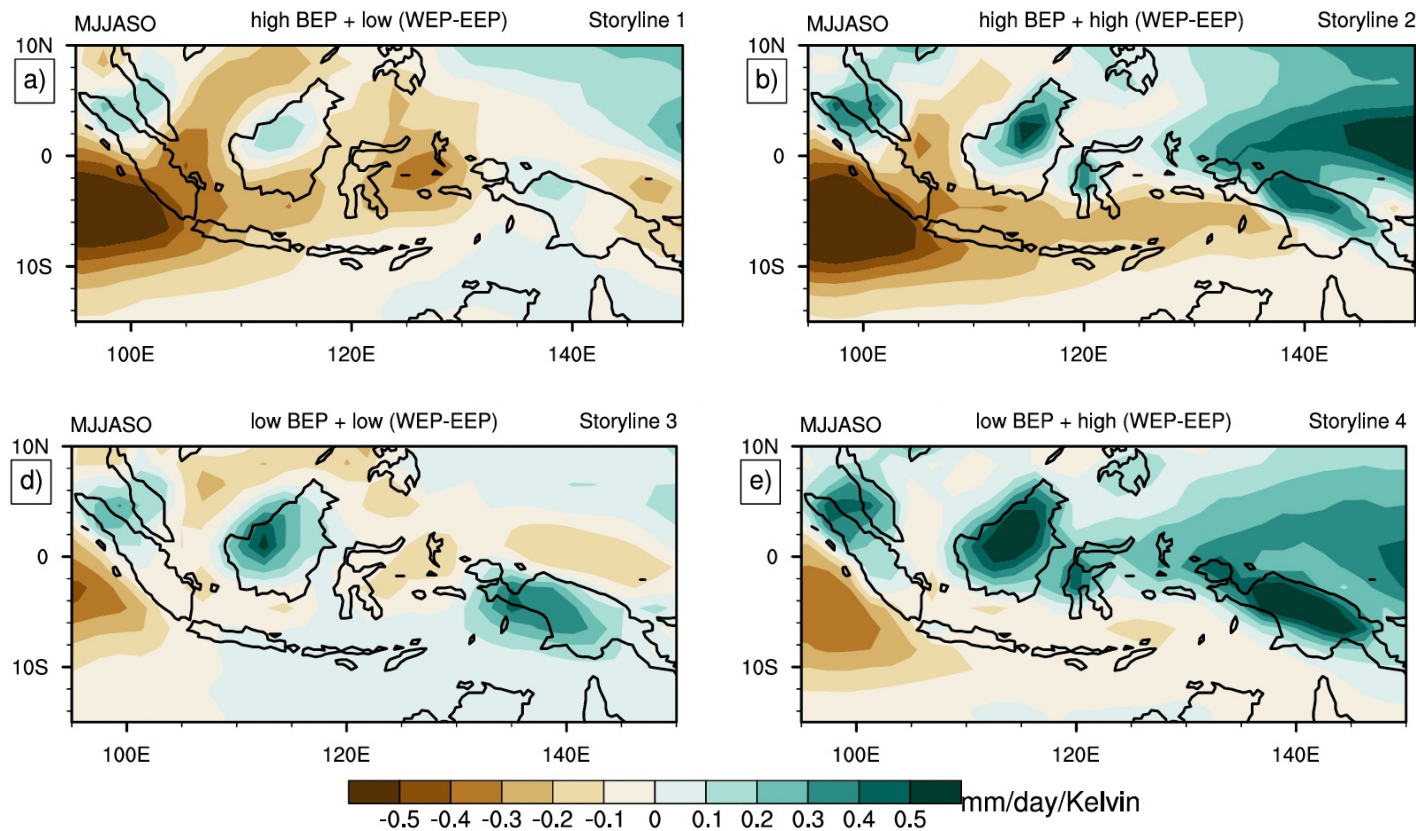 MJJASO high BEP + low (WEP-EEP) Storyline 1
10N
a)
0
10S
100E 120E 140E
MJJASO high BEP + high (WEP-EEP) Storyline 2
10N
b)
0
10S
100E 120E 140E
MJJASO low BEP + low (WEP-EEP) Storyline 3
10N
d)
0
10S
100E 120E 140E
MJJASO low BEP + high (WEP-EEP) Storyline 4
10N
e)
0
10S
100E 120E 140E
-0.5 -0.4 -0.3 -0.2 -0.1 0 0.1 0.2 0.3 0.4 0.5 mm/day/Kelvin